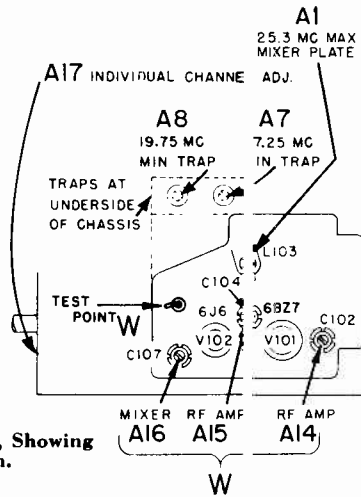 A1
25.3 MC MAX
MIXER PLATE
A17 INDIVIDUAL CHANNE ADJ.
A8
19.75 MC
MIN TRAP
A7
7.25 MC
IN TRAP
TRAPS AT
UNDERSIDE
OF CHASSIS
L103
C104
TEST
POINT W
6J6
6BZ7
C102
V102
V101
C107
MIXER
A16
RF AMP
A15
RF AMP
A14
, Showing
n.
W